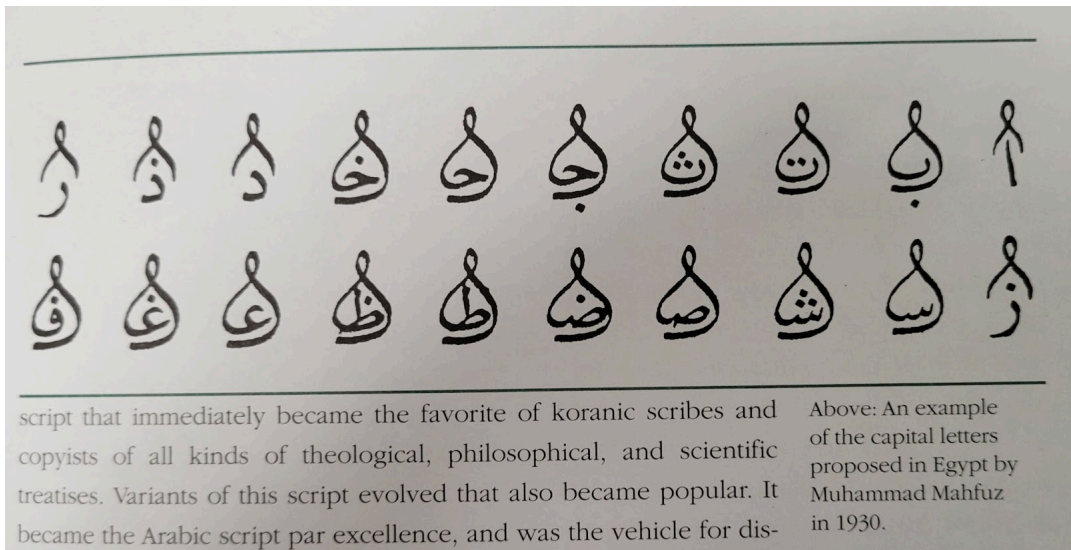 ا ب ت ث ج ح خ د ذ ر
ز س ش ص ض ط ظ ع غ ف
script that immediately became the favorite of koranic scribes and
copyists of all kinds of theological, philosophical, and scientific
treatises. Variants of this script evolved that also became popular. It
became the Arabic script par excellence, and was the vehicle for dis-
Above: An example
of the capital letters
proposed in Egypt by
Muhammad Mahfuz
in 1930.